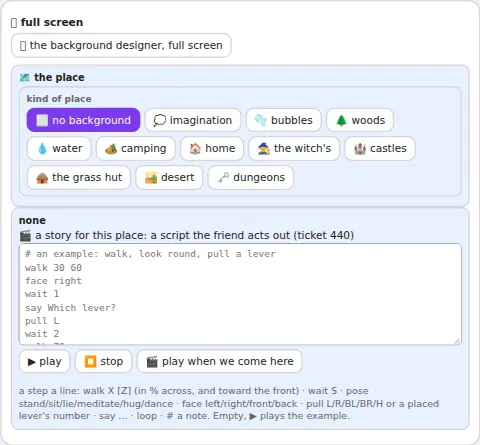 full screen
the background designer, full screen
the place
kind of place
no background
imagination
bubbles
woods
water
camping
home
the witch's
castles
the grass hut
desert
dungeons
none
a story for this place: a script the friend acts out (ticket 440)
# an example: walk, look round, pull a lever
walk 30 60
face right
wait 1
say Which lever?
pull L
wait 2
▶ play
stop
play when we come here
a step a line: walk X [Z] (in % across, and toward the front) · wait S · pose
stand/sit/lie/meditate/hug/dance · face left/right/front/back · pull L/R/BL/BR/H or a placed
lever's number · say ... · loop · # a note. Empty, ▶ plays the example.